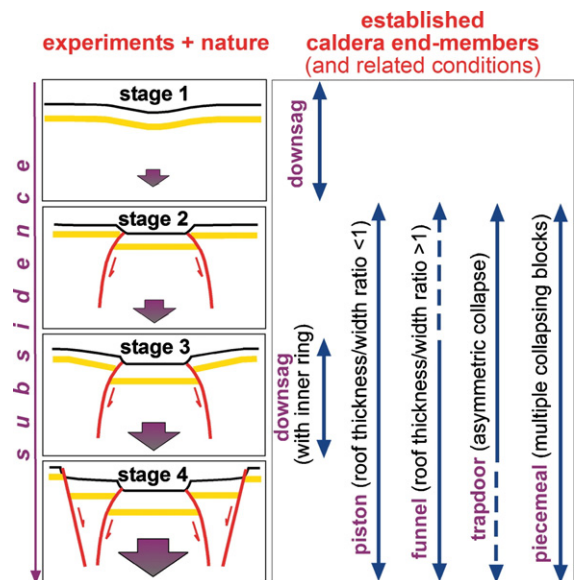 experiments + nature
established
caldera end-members
(and related conditions)
subsidence
stage 1
stage 2
stage 3
stage 4
downsag
downsag
(with inner ring)
piston (roof thickness/width ratio <1)
funnel (roof thickness/width ratio >1)
trapdoor (asymmetric collapse)
piecemeal (multiple collapsing blocks)